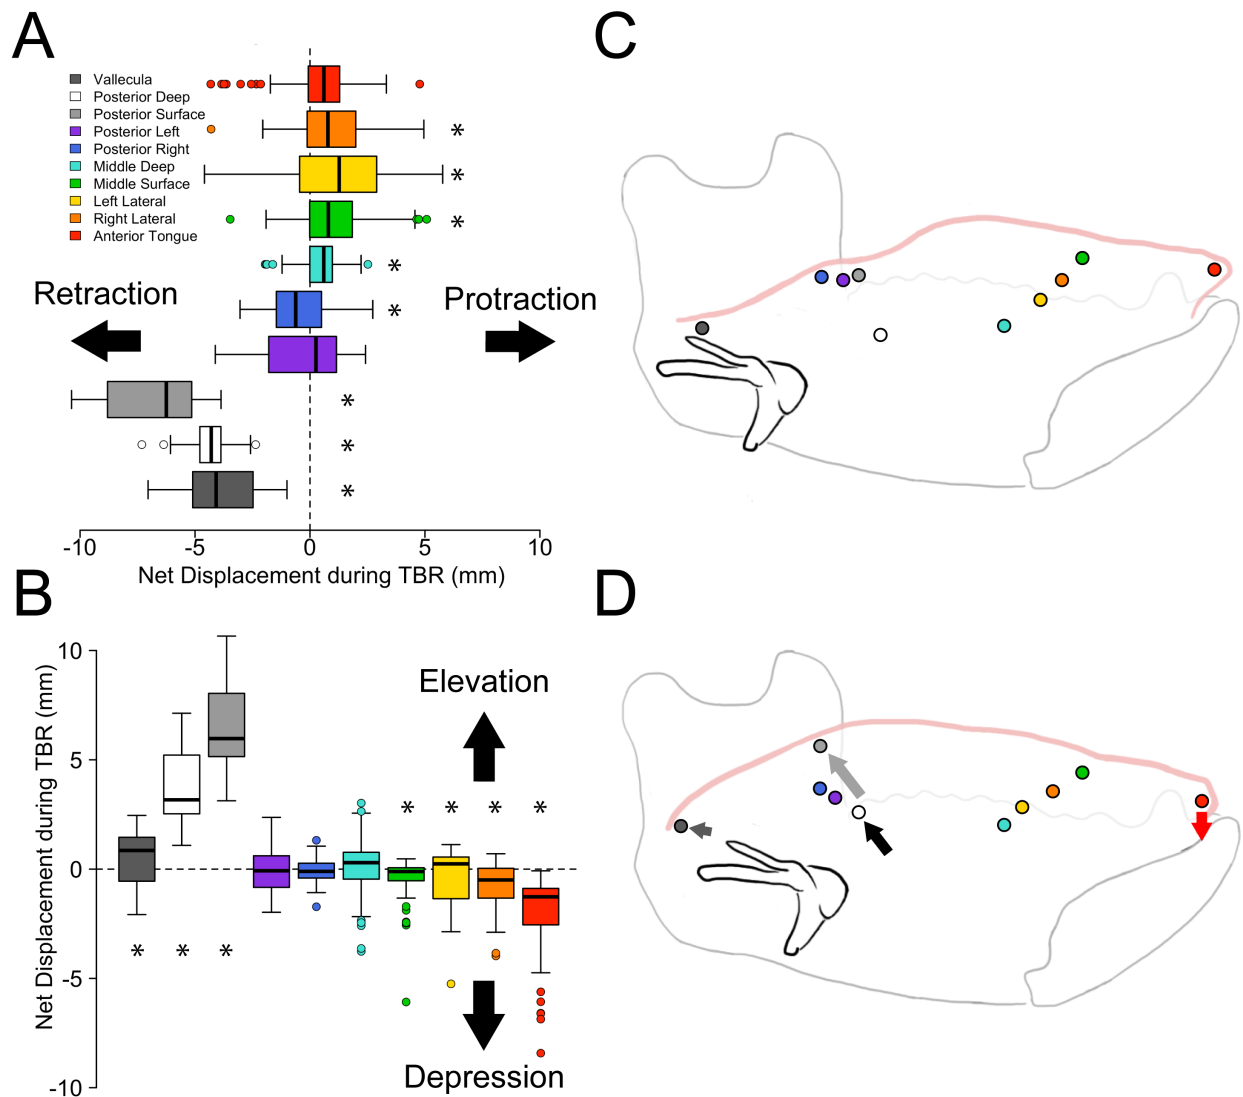 A
C
Vallecula
Posterior Deep
Posterior Surface
Posterior Left
Posterior Right
Middle Deep
Middle Surface
Left Lateral
Right Lateral
Anterior Tongue
*
*
*
*
*
*
*
*
Retraction
Protraction
-10 -5 0 5 10
Net Displacement during TBR (mm)
B
D
Net Displacement during TBR (mm)
10
5
0
-5
-10
Elevation
* * * *
* * *
Depression